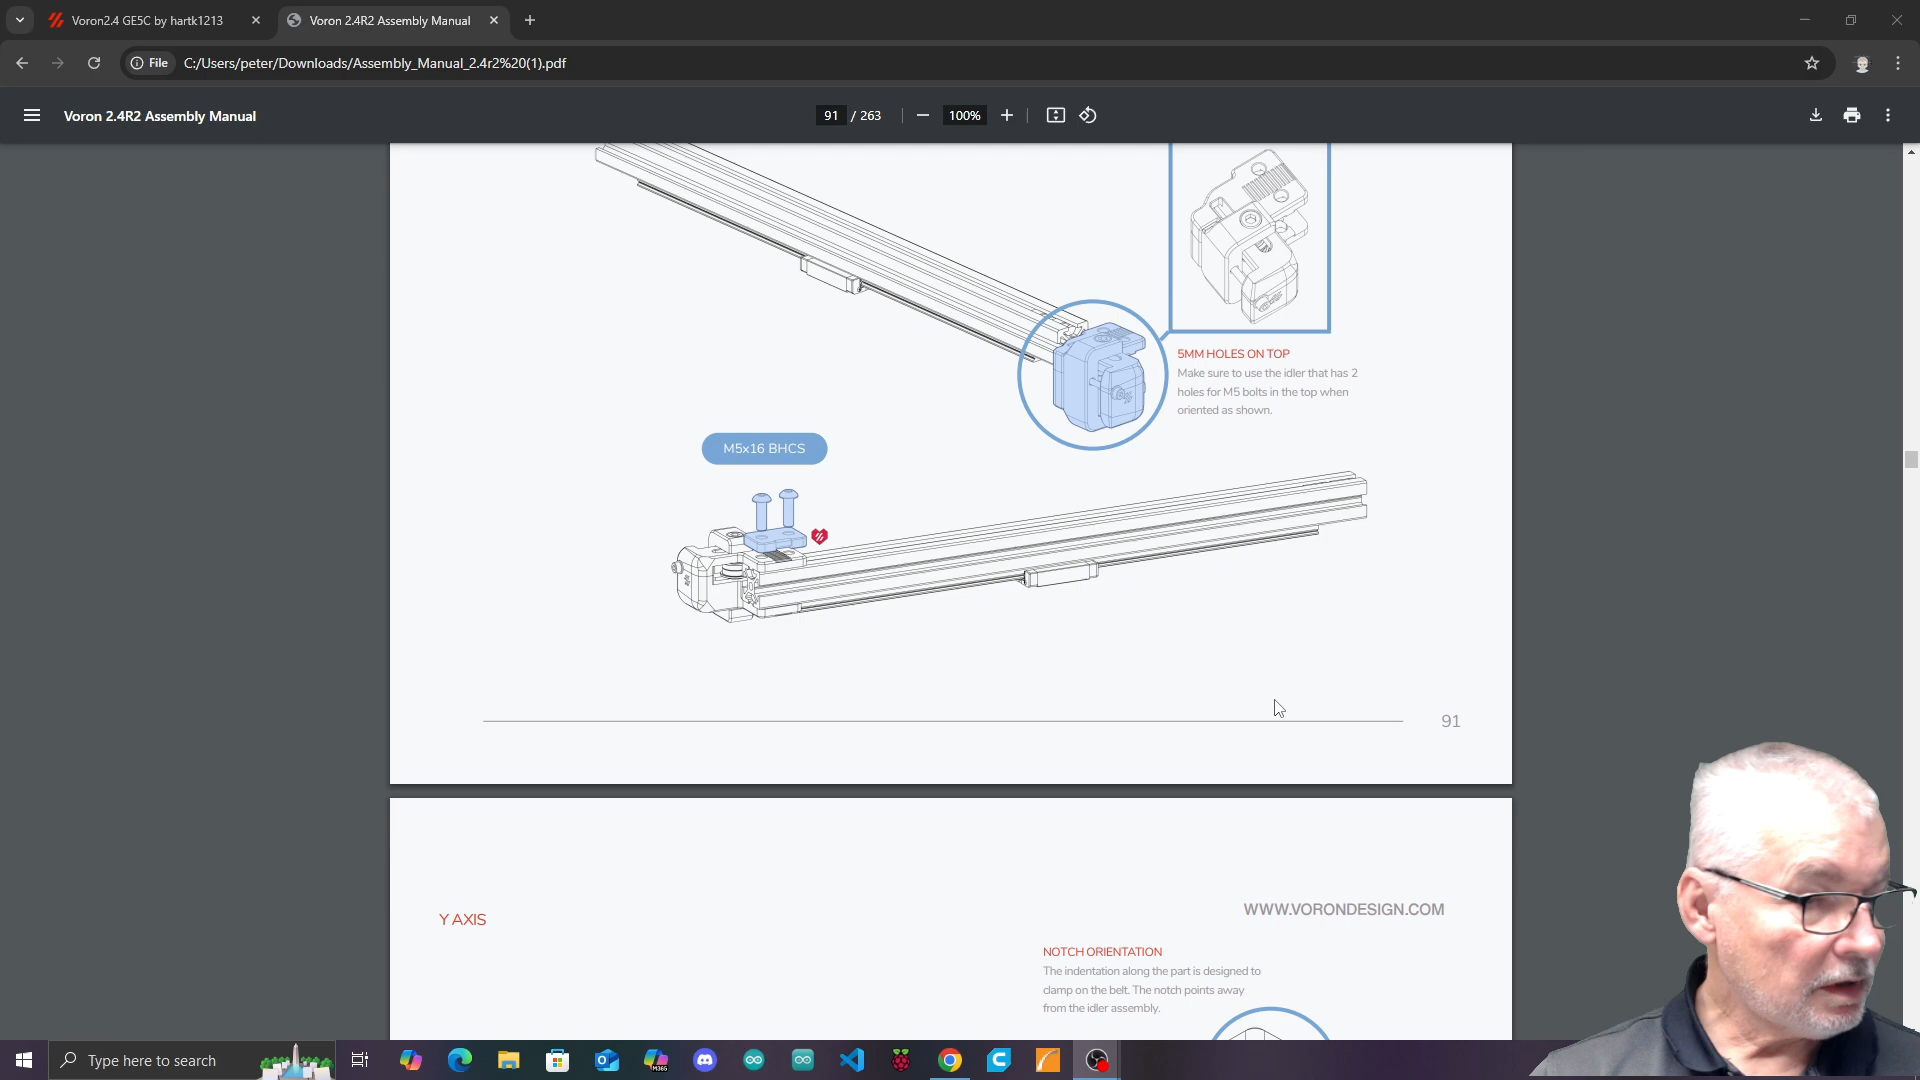 Voron2.4 GE5C by hartk1213
Voron 2.4R2 Assembly Manual
File
C:/Users/peter/Downloads/Assembly_Manual_2.4r2%20(1).pdf
Voron 2.4R2 Assembly Manual
91 / 263
100%
5MM HOLES ON TOP
Make sure to use the idler that has 2
holes for M5 bolts in the top when
oriented as shown.
M5x16 BHCS
91
WWW.VORONDESIGN.COM
Y AXIS
NOTCH ORIENTATION
The indentation along the part is designed to
clamp on the belt. The notch points away
from the idler assembly.
Type here to search
M365